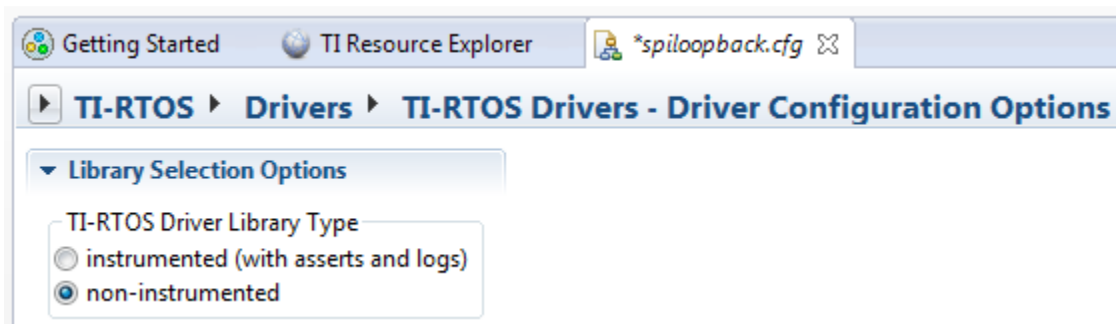 Getting Started TI Resource Explorer *spiloopback.cfg
TI-RTOS Drivers TI-RTOS Drivers - Driver Configuration Options
Library Selection Options
TI-RTOS Driver Library Type
instrumented (with asserts and logs)
non-instrumented